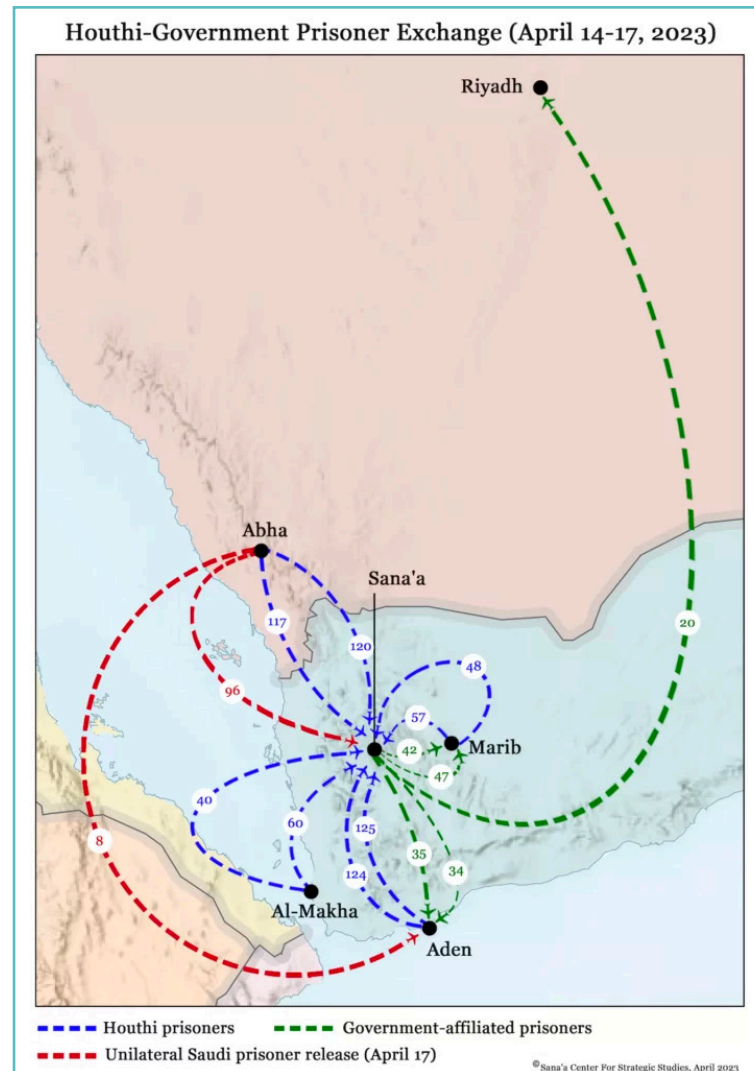 Houthi-Government Prisoner Exchange (April 14-17, 2023)
Riyadh
Abha
Sana'a
117
120
20
48
96
57
42
Marib
47
40
60
125
35
8
124
34
Al-Makha
Aden
Houthi prisoners
Government-affiliated prisoners
Unilateral Saudi prisoner release (April 17)
©Sana's Center For Strategic Studies, April 2023